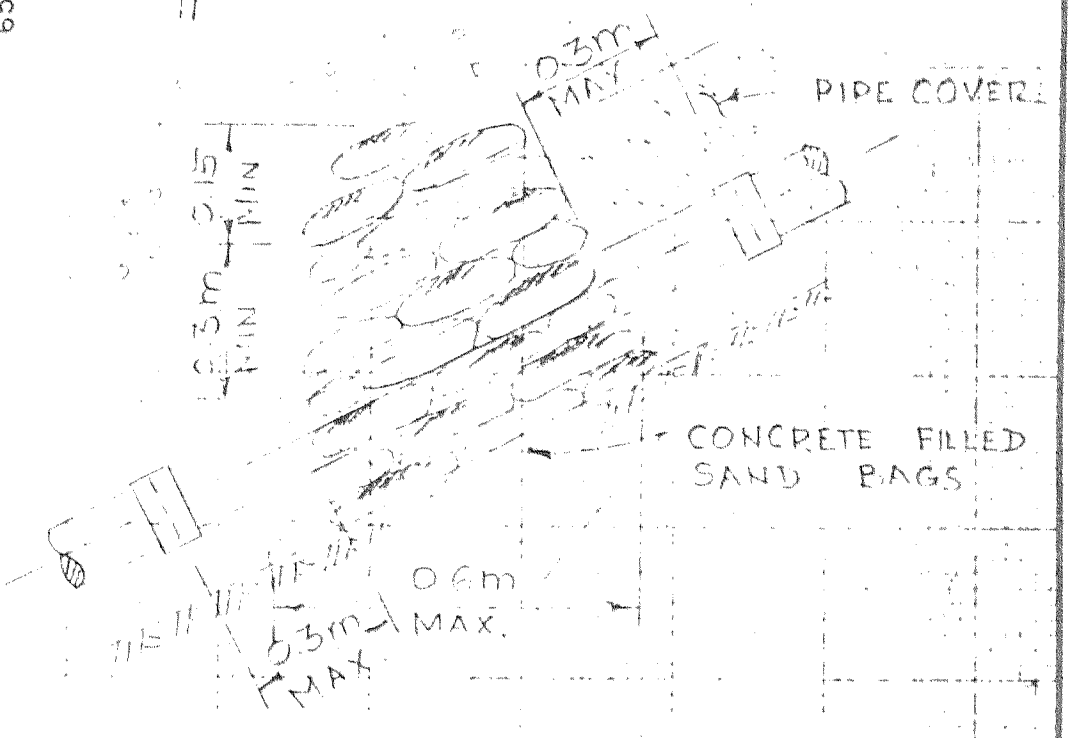 0.3m
MAX
PIPE COVER
0.15
MIN
0.3m
MIN
CONCRETE FILLED
SAND BAGS
0.6m
MAX.
0.3m
MAX